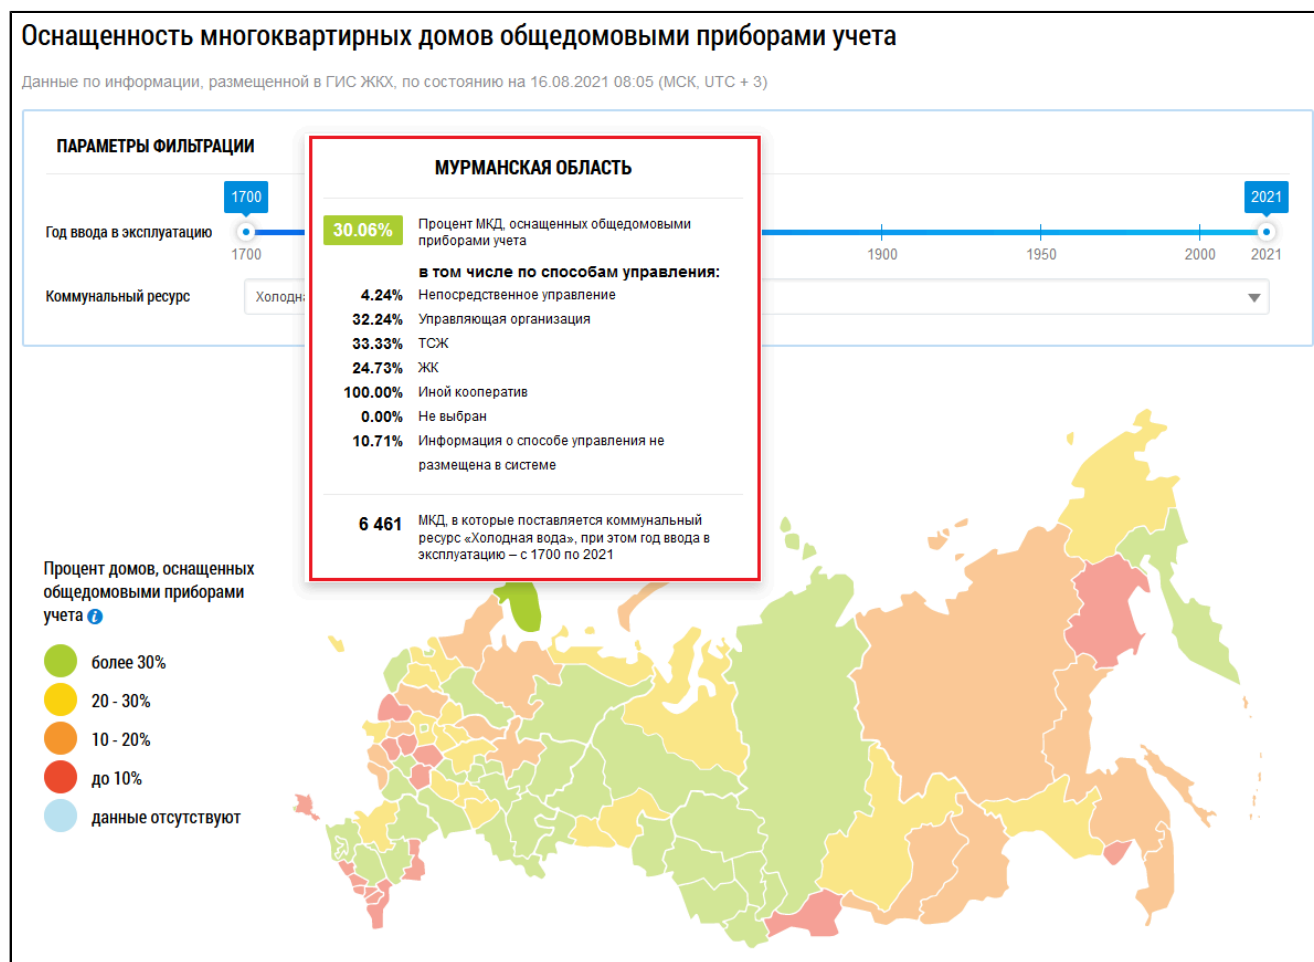 Оснащенность многоквартирных домов общедомовыми приборами учета
Данные по информации, размещенной в ГИС ЖКХ, по состоянию на 16.08.2021 08:05 (МСК, UTC + 3)
ПАРАМЕТРЫ ФИЛЬТРАЦИИ
1700
2021
Год ввода в эксплуатацию
1700
1900
1950
2000
2021
Коммунальный ресурс
Холодн
МУРМАНСКАЯ ОБЛАСТЬ
30.06% Процент МКД, оснащенных общедомовыми
приборами учета
в том числе по способам управления:
4.24% Непосредственное управление
32.24% Управляющая организация
33.33% ТСЖ
24.73% ЖК
100.00% Иной кооператив
0.00% Не выбран
10.71% Информация о способе управления не
размещена в системе
6 461 МКД, в которые поставляется коммунальный
ресурс «Холодная вода», при этом год ввода в
эксплуатацию – с 1700 по 2021
Процент домов, оснащенных
общедомовыми приборами
учета i
более 30%
20 - 30%
10 - 20%
до 10%
данные отсутствуют